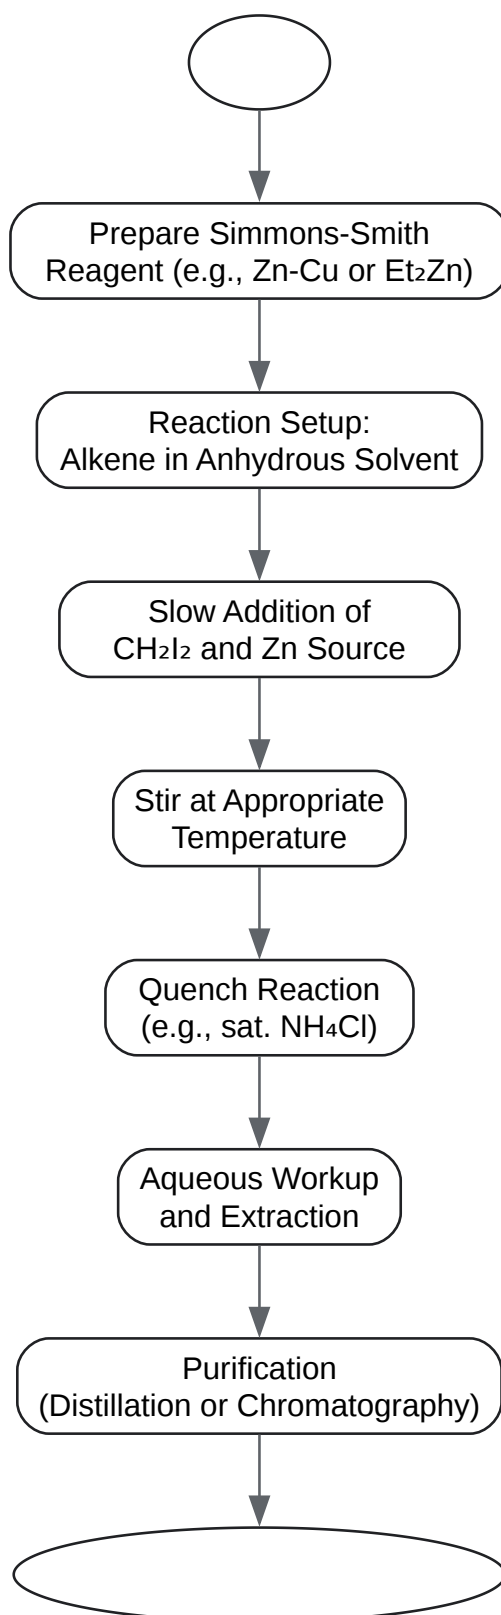 Prepare Simmons-Smith
Reagent (e.g., Zn-Cu or Et₂Zn)
Reaction Setup:
Alkene in Anhydrous Solvent
Slow Addition of
CH₂I₂ and Zn Source
Stir at Appropriate
Temperature
Quench Reaction
(e.g., sat. NH₄Cl)
Aqueous Workup
and Extraction
Purification
(Distillation or Chromatography)